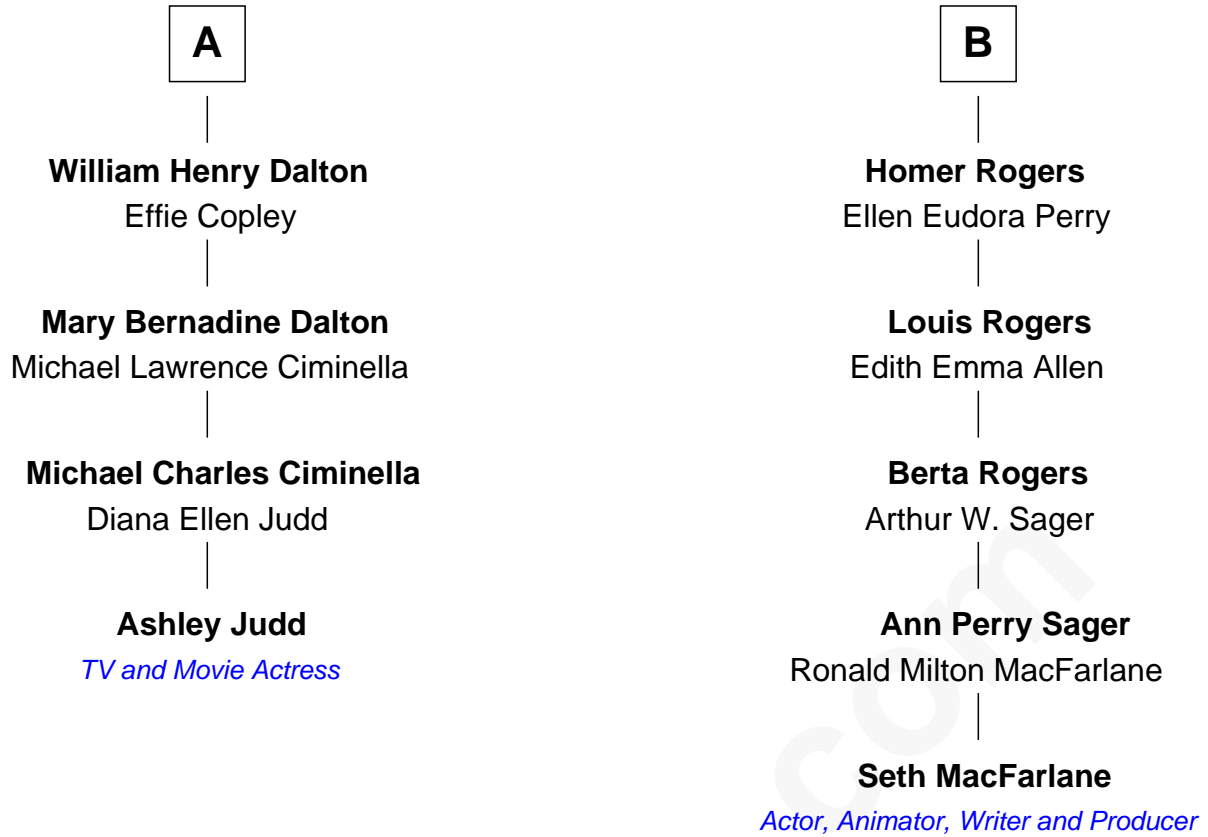 A
William Henry Dalton
Effie Copley
Mary Bernadine Dalton
Michael Lawrence Ciminella
Michael Charles Ciminella
Diana Ellen Judd
Ashley Judd
TV and Movie Actress
B
Homer Rogers
Ellen Eudora Perry
Louis Rogers
Edith Emma Allen
Berta Rogers
Arthur W. Sager
Ann Perry Sager
Ronald Milton MacFarlane
Seth MacFarlane
Actor, Animator, Writer and Producer
com